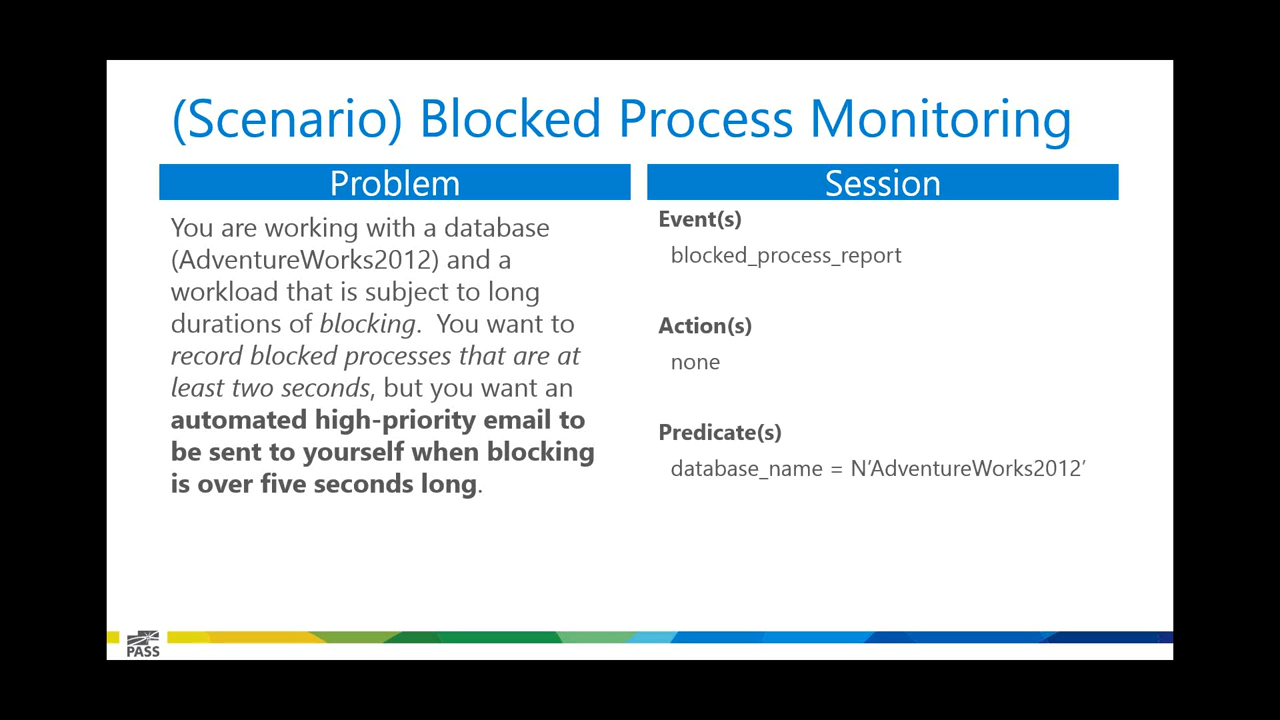 (Scenario) Blocked Process Monitoring
Problem
You are working with a database
(AdventureWorks2012) and a
workload that is subject to long
durations of blocking.  You want to
record blocked processes that are at
least two seconds, but you want an
automated high-priority email to
be sent to yourself when blocking
is over five seconds long.
Session
Event(s)
blocked_process_report
Action(s)
none
Predicate(s)
database_name = N’AdventureWorks2012’
PASS